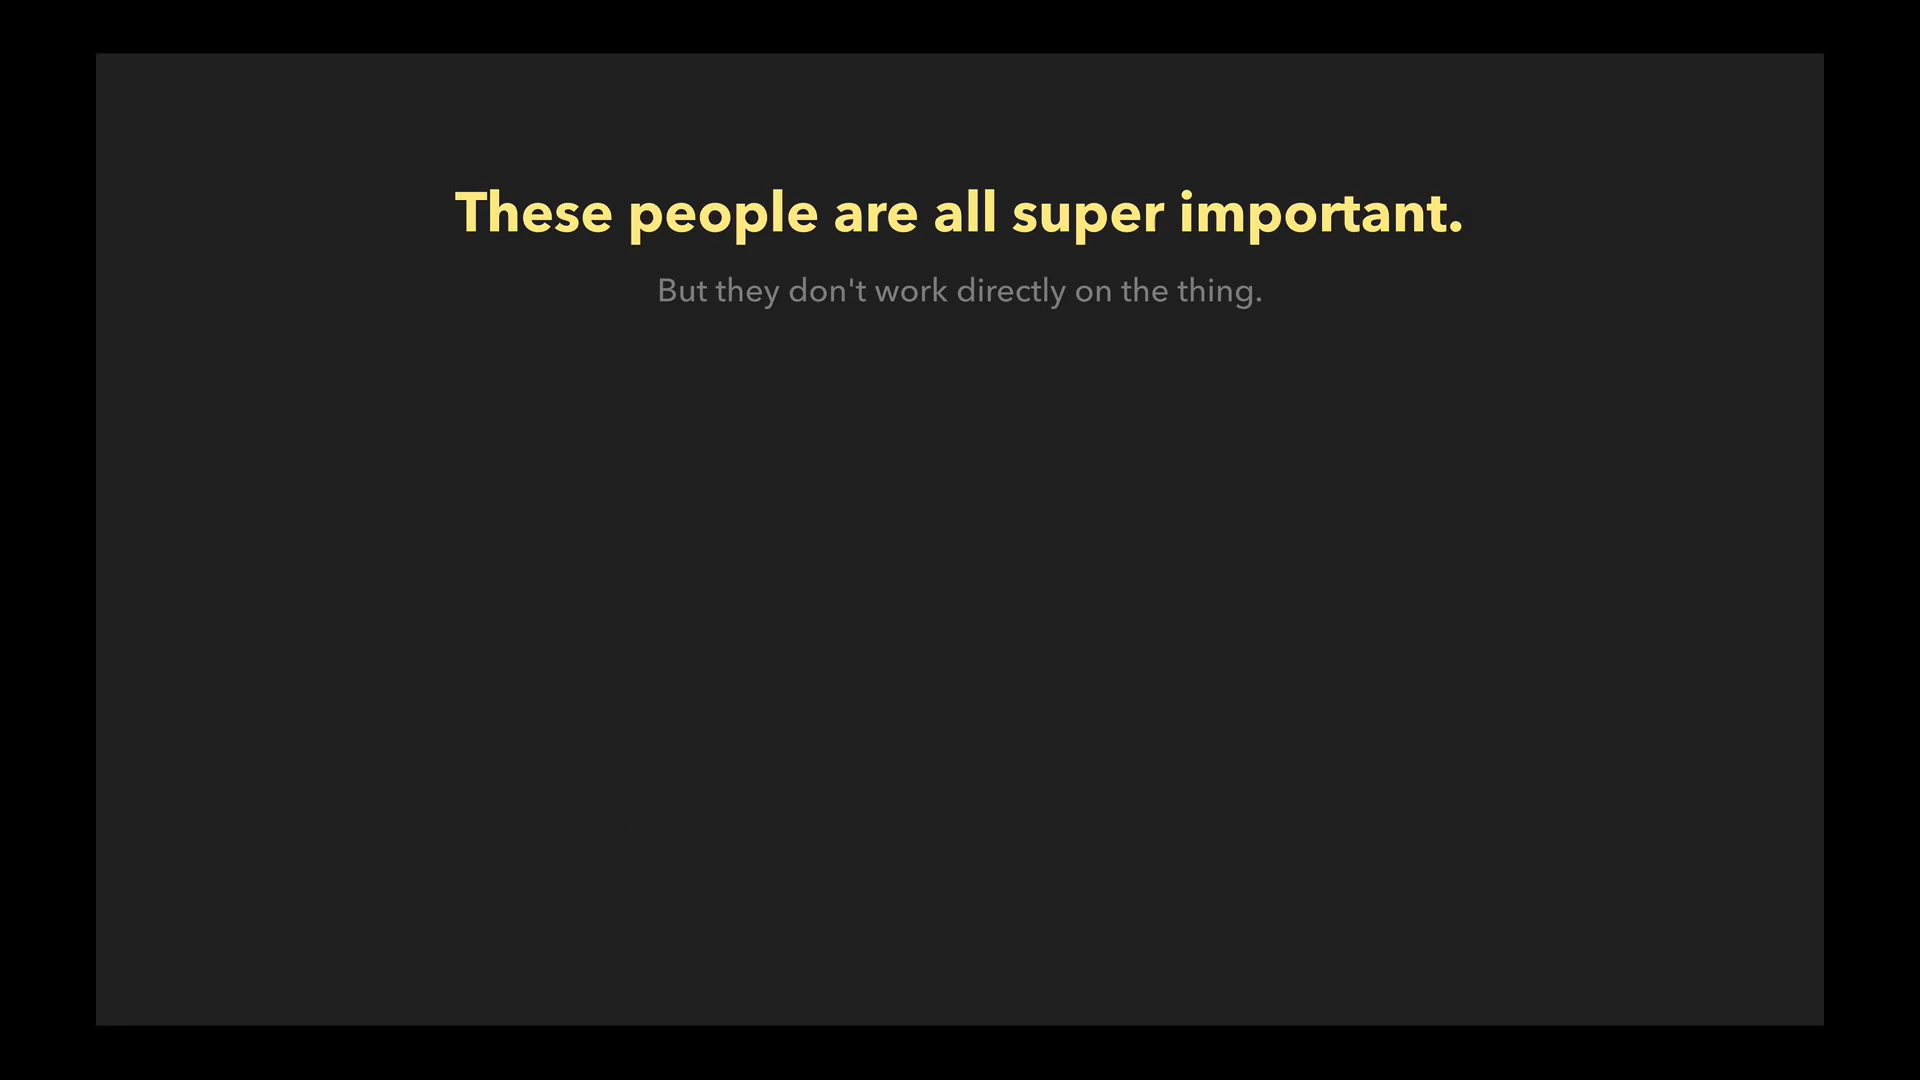 These people are all super important.
But they don't work directly on the thing.